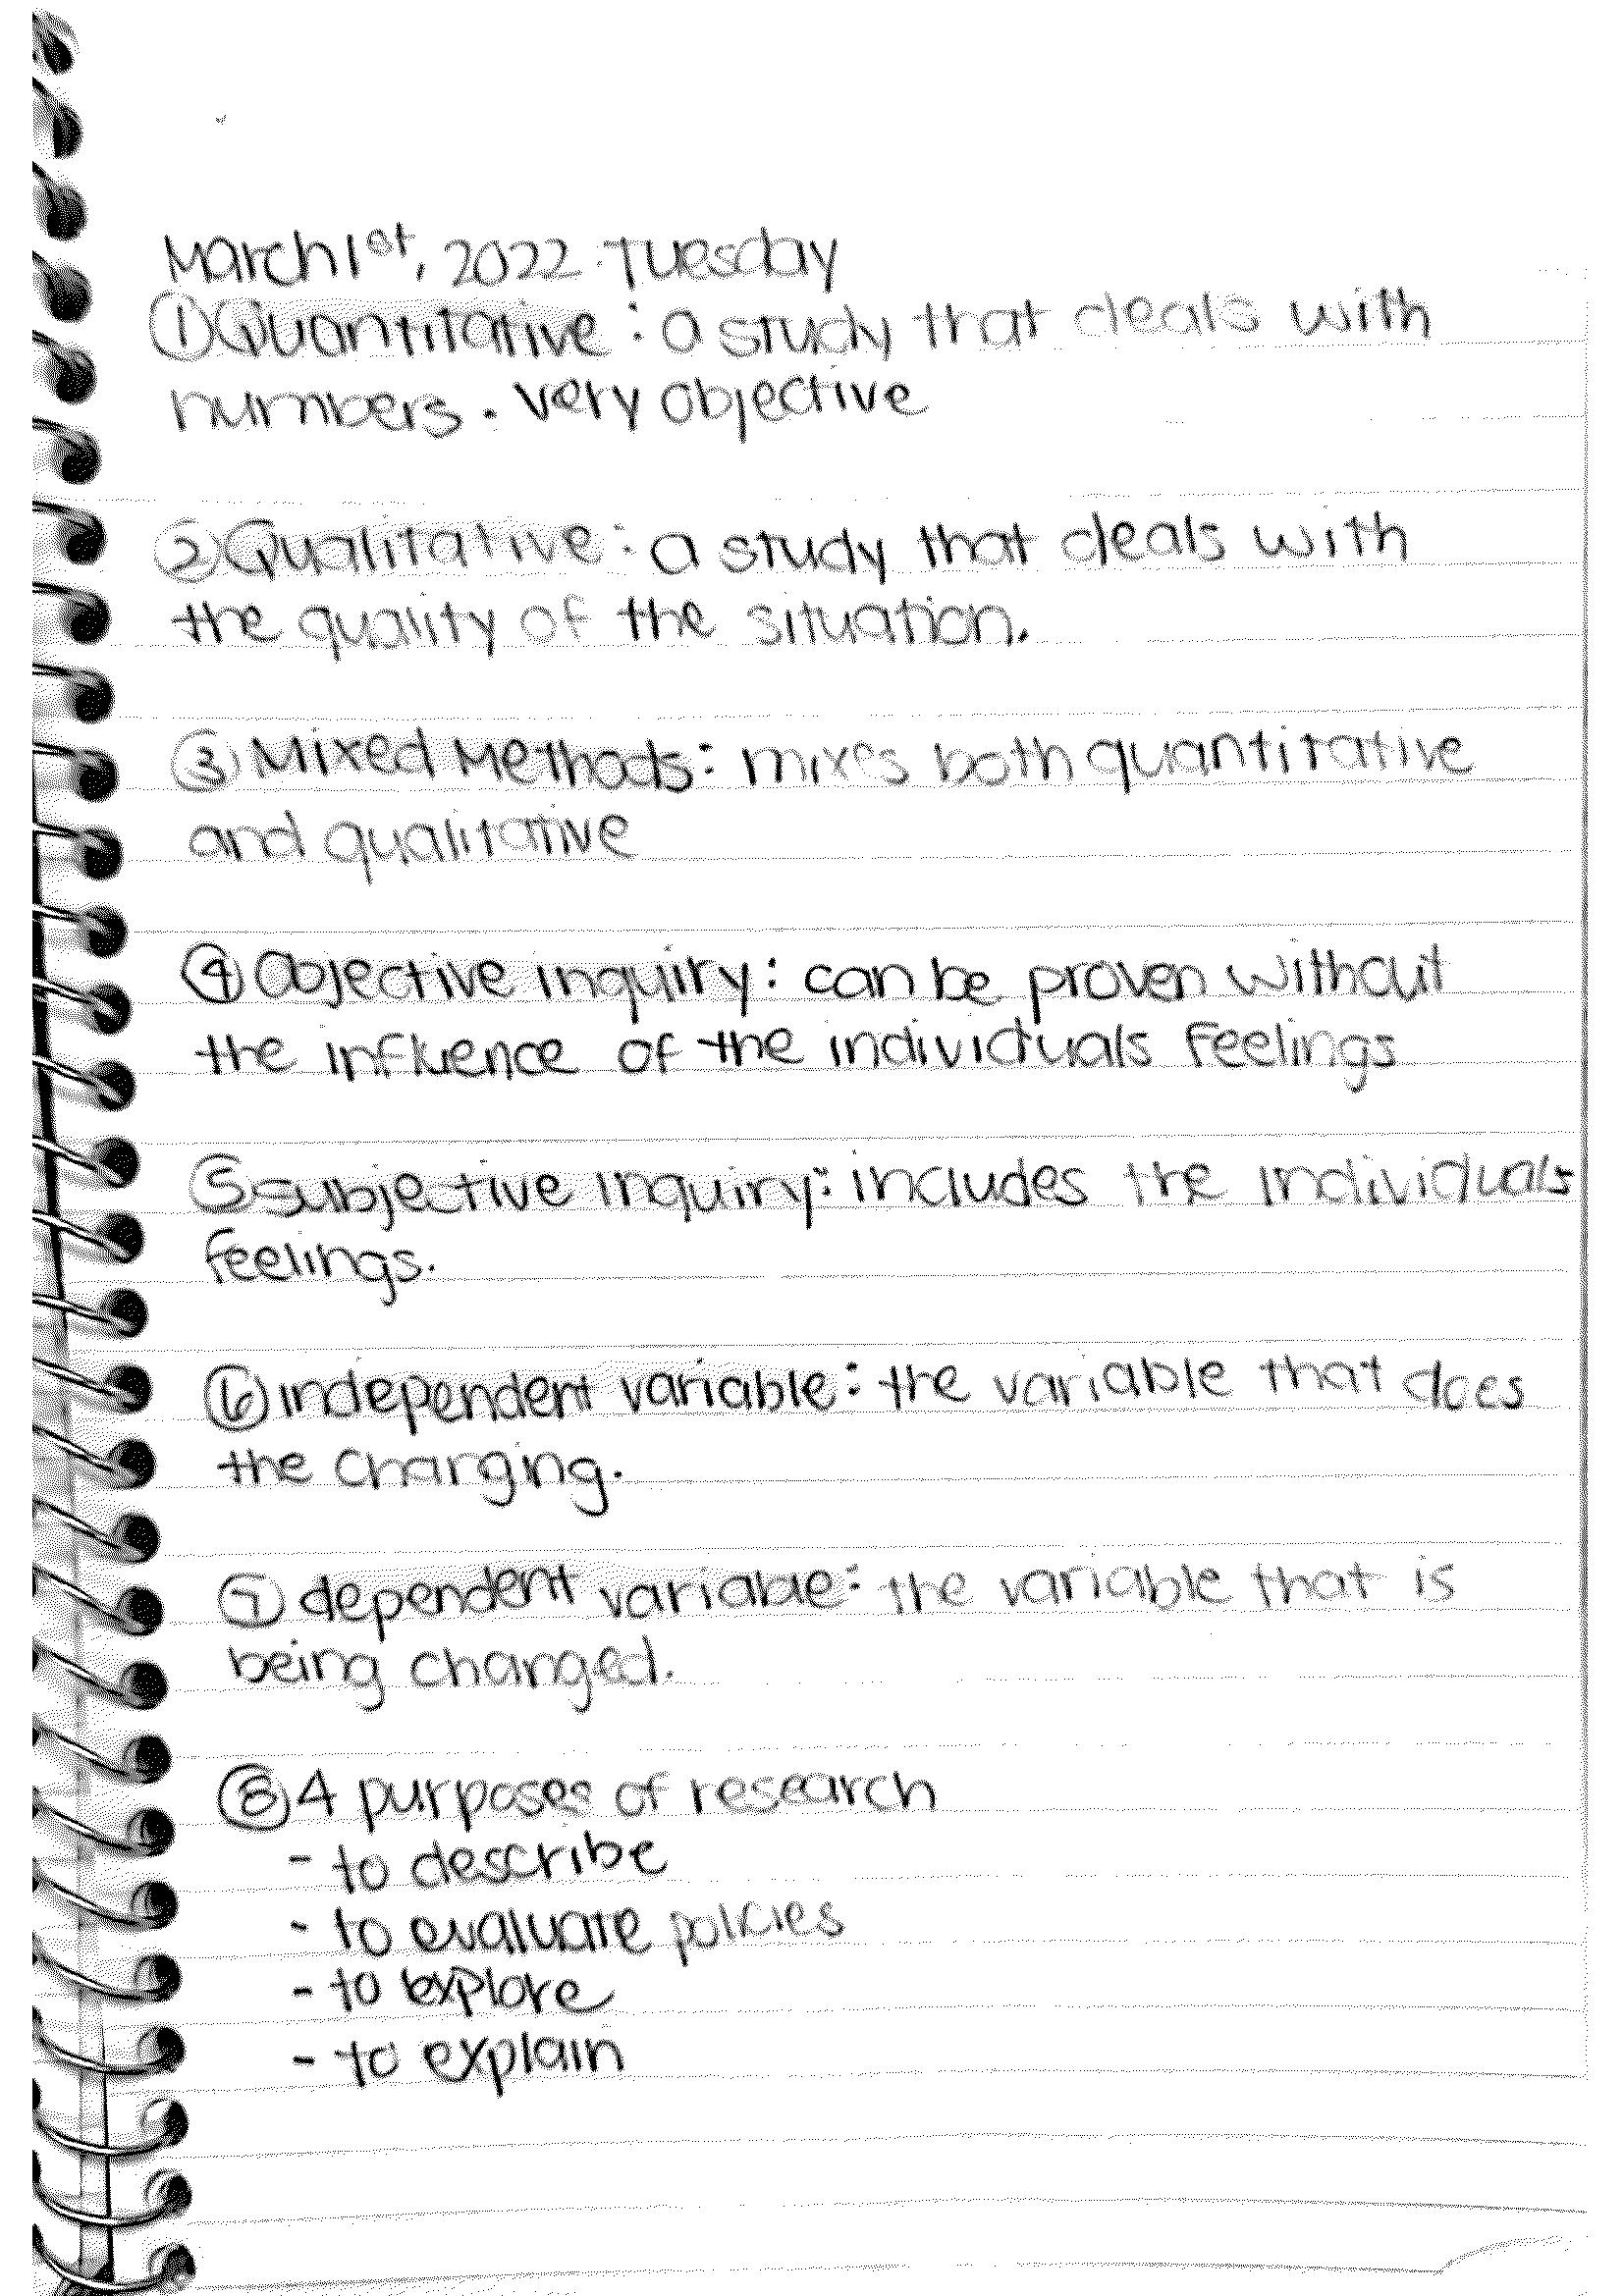 March 1st, 2022 Tuesday
① Quantitative : a study that deals with
numbers. very objective
② Qualitative : a study that deals with
the quality of the situation.
③ Mixed Methods : mixes both quantitative
and qualitative
④ Objective inquiry : can be proven without
the influence of the individuals feelings
⑤ subjective inquiry : includes the individuals
feelings.
⑥ independent variable : the variable that does
the changing.
⑦ dependent variable : the variable that is
being changed.
⑧ 4 purposes of research
- to describe
- to evaluate policies
- to explore
- to explain